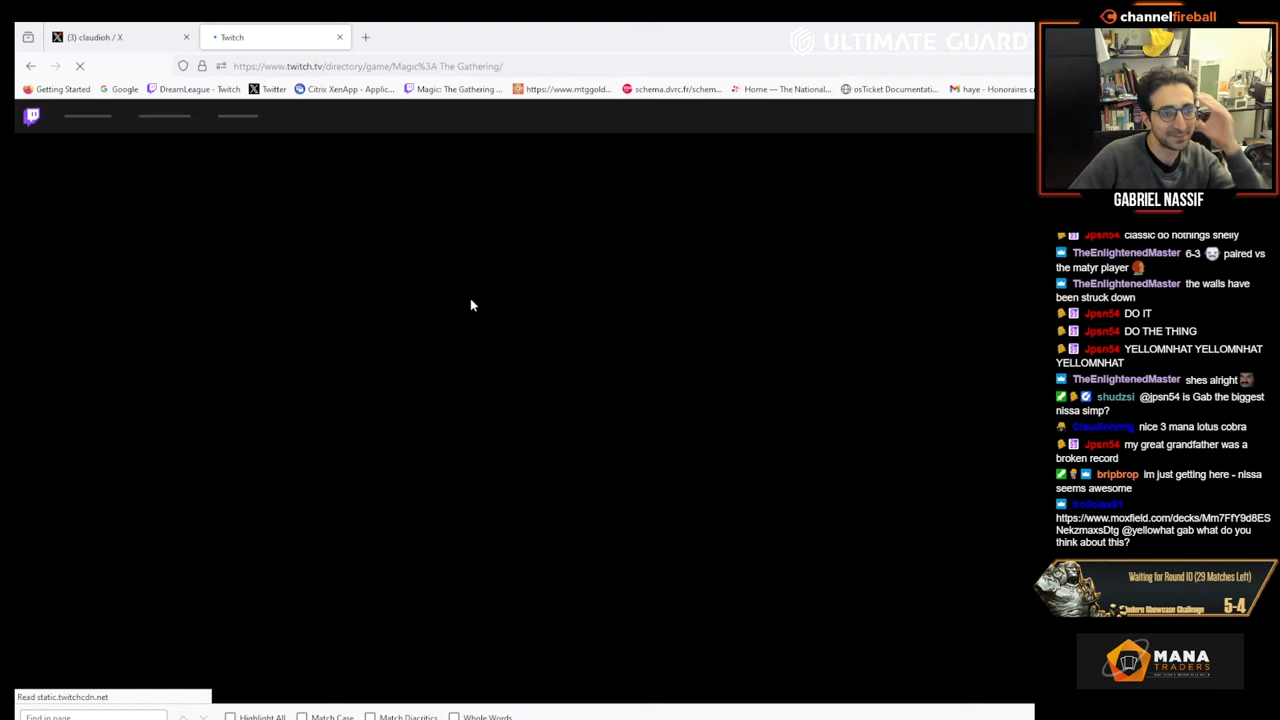 channelfireball
(3) claudioh / X
Twitch
ULTIMATE GUARD
https://www.twitch.tv/directory/game/Magic%3A The Gathering/
Getting Started
Google
DreamLeague - Twitch
Twitter
Citrix XenApp - Applic...
Magic: The Gathering ...
https://www.mtggold...
schema.dvrc.fr/schem...
Home — The National...
osTicket Documentati...
haye - Honoraires c
GABRIEL NASSIF
Jpsn54 classic do nothings snelly
TheEnlightenedMaster 6-3 paired vs
the matyr player
TheEnlightenedMaster the walls have
been struck down
Jpsn54 DO IT
Jpsn54 DO THE THING
Jpsn54 YELLOMNHAT YELLOMNHAT
YELLOMNHAT
TheEnlightenedMaster shes alright
shudzsi @jpsn54 is Gab the biggest
nissa simp?
Claudiohmtg nice 3 mana lotus cobra
Jpsn54 my great grandfather was a
broken record
bripbrop im just getting here - nissa
seems awesome
https://www.moxfield.com/decks/Mm7FfY9d8ES
NekzmaxsDtg @yellowhat gab what do you
think about this?
Waiting for Round 10 (29 Matches Left)
Showcase Challenge 5-4
MANA
TRADERS
Read static.twitchcdn.net
Find in page
Highlight All
Match Case
Match Diacritics
Whole Words